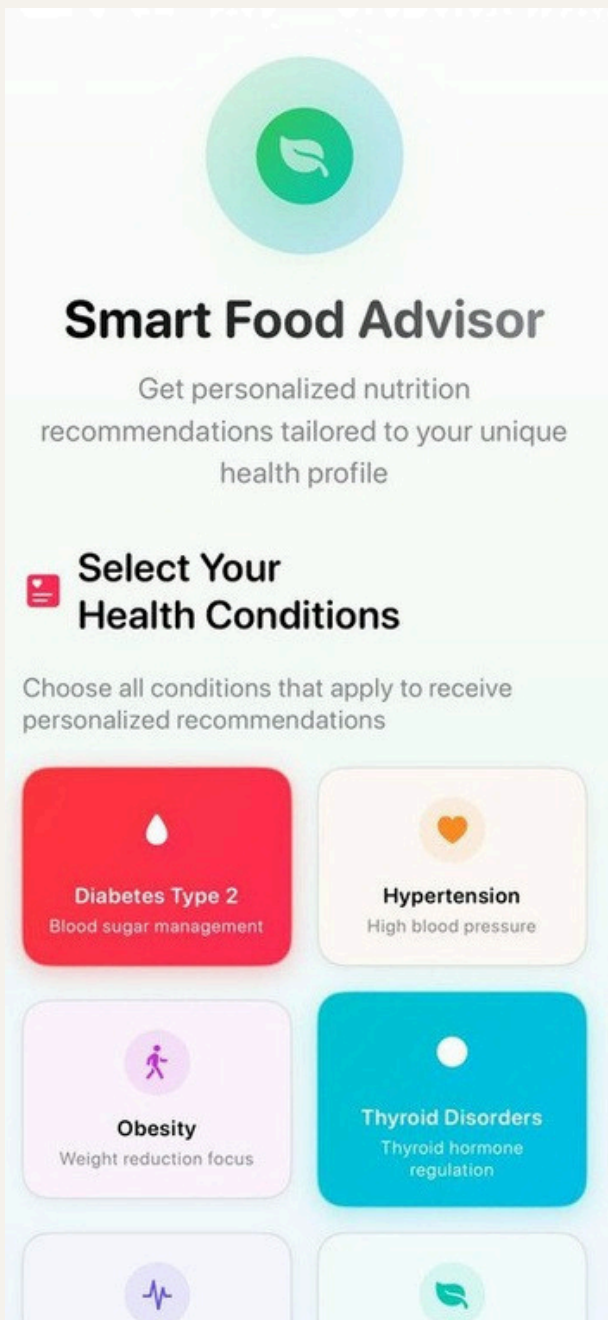 Smart Food Advisor
Get personalized nutrition
recommendations tailored to your unique
health profile
Select Your
Health Conditions
Choose all conditions that apply to receive
personalized recommendations
Diabetes Type 2
Blood sugar management
Hypertension
High blood pressure
Obesity
Weight reduction focus
Thyroid Disorders
Thyroid hormone
regulation